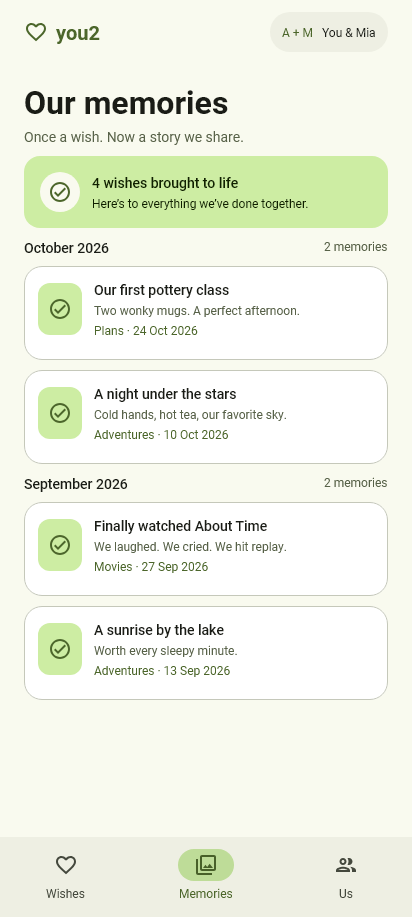 you2
A + M You & Mia
Our memories
Once a wish. Now a story we share.
4 wishes brought to life
Here's to everything we've done together.
October 2026 2 memories
Our first pottery class
Two wonky mugs. A perfect afternoon.
Plans · 24 Oct 2026
A night under the stars
Cold hands, hot tea, our favorite sky.
Adventures · 10 Oct 2026
September 2026 2 memories
Finally watched About Time
We laughed. We cried. We hit replay.
Movies · 27 Sep 2026
A sunrise by the lake
Worth every sleepy minute.
Adventures · 13 Sep 2026
Wishes Memories Us